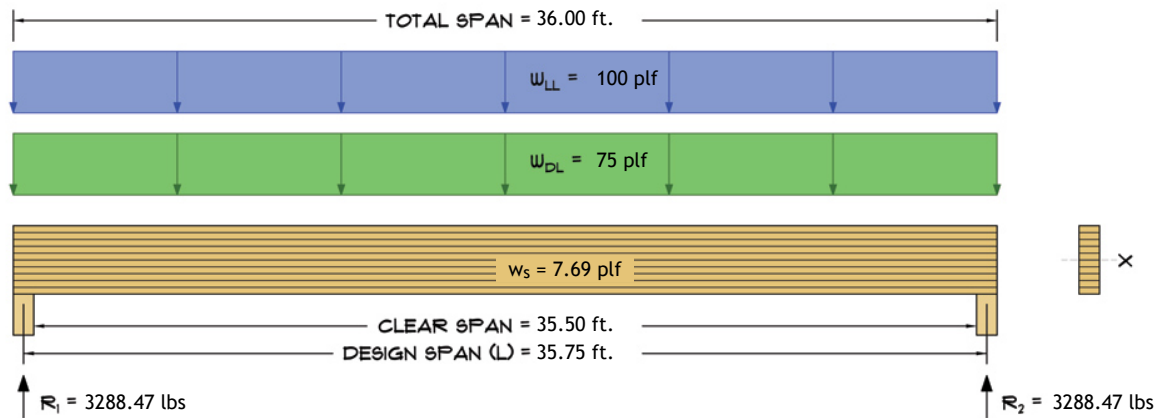 TOTAL SPAN = 36.00 ft.
WLL = 100 plf
WDL = 75 plf
ws = 7.69 plf
X
CLEAR SPAN = 35.50 ft.
DESIGN SPAN (L) = 35.75 ft.
R1 = 3288.47 lbs
R2 = 3288.47 lbs